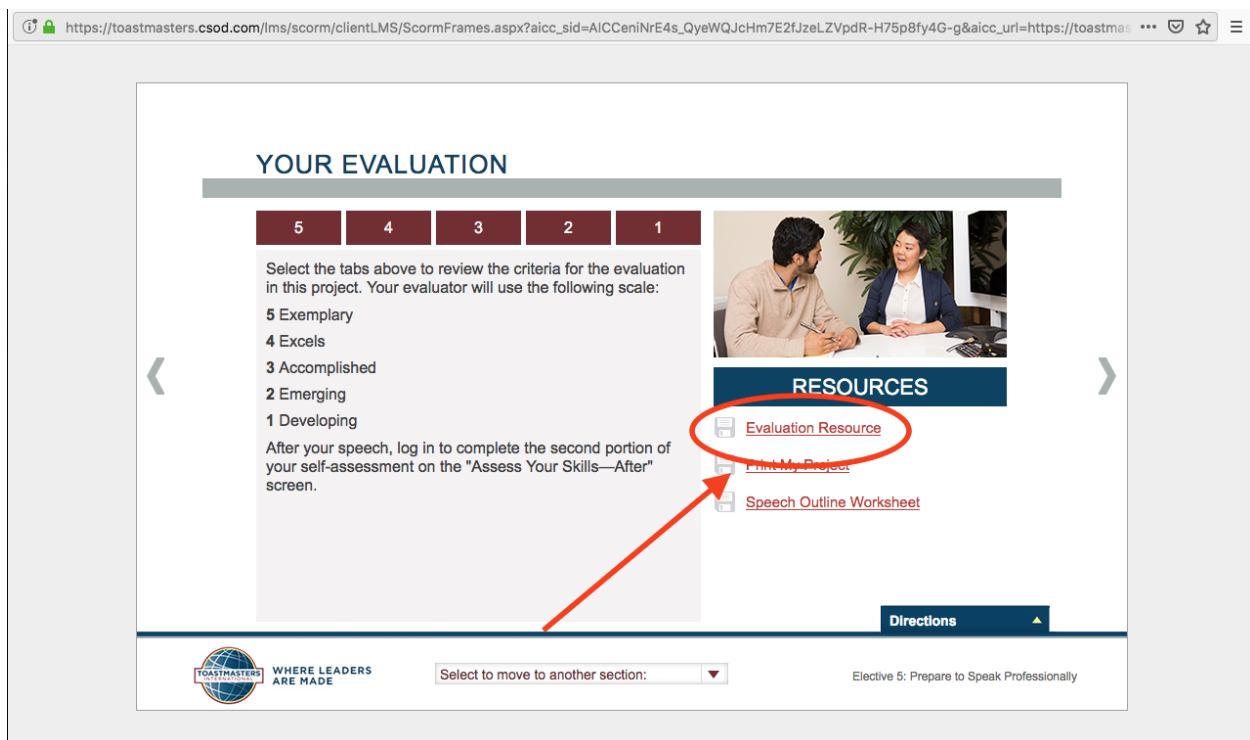 https://toastmasters.csod.com/lms/scorm/clientLMS/ScormFrames.aspx?aicc_sid=AICCeniNrE4s_QyeWQJcHm7E2fJzeLZVpdR-H75p8fy4G-g&aicc_url=https://toastmas
YOUR EVALUATION
5 4 3 2 1
Select the tabs above to review the criteria for the evaluation
in this project. Your evaluator will use the following scale:
5 Exemplary
4 Excels
3 Accomplished
2 Emerging
1 Developing
After your speech, log in to complete the second portion of
your self-assessment on the "Assess Your Skills—After"
screen.
RESOURCES
Evaluation Resource
Print My Project
Speech Outline Worksheet
Directions
TOASTMASTERS
INTERNATIONAL
WHERE LEADERS
ARE MADE
Select to move to another section:
Elective 5: Prepare to Speak Professionally